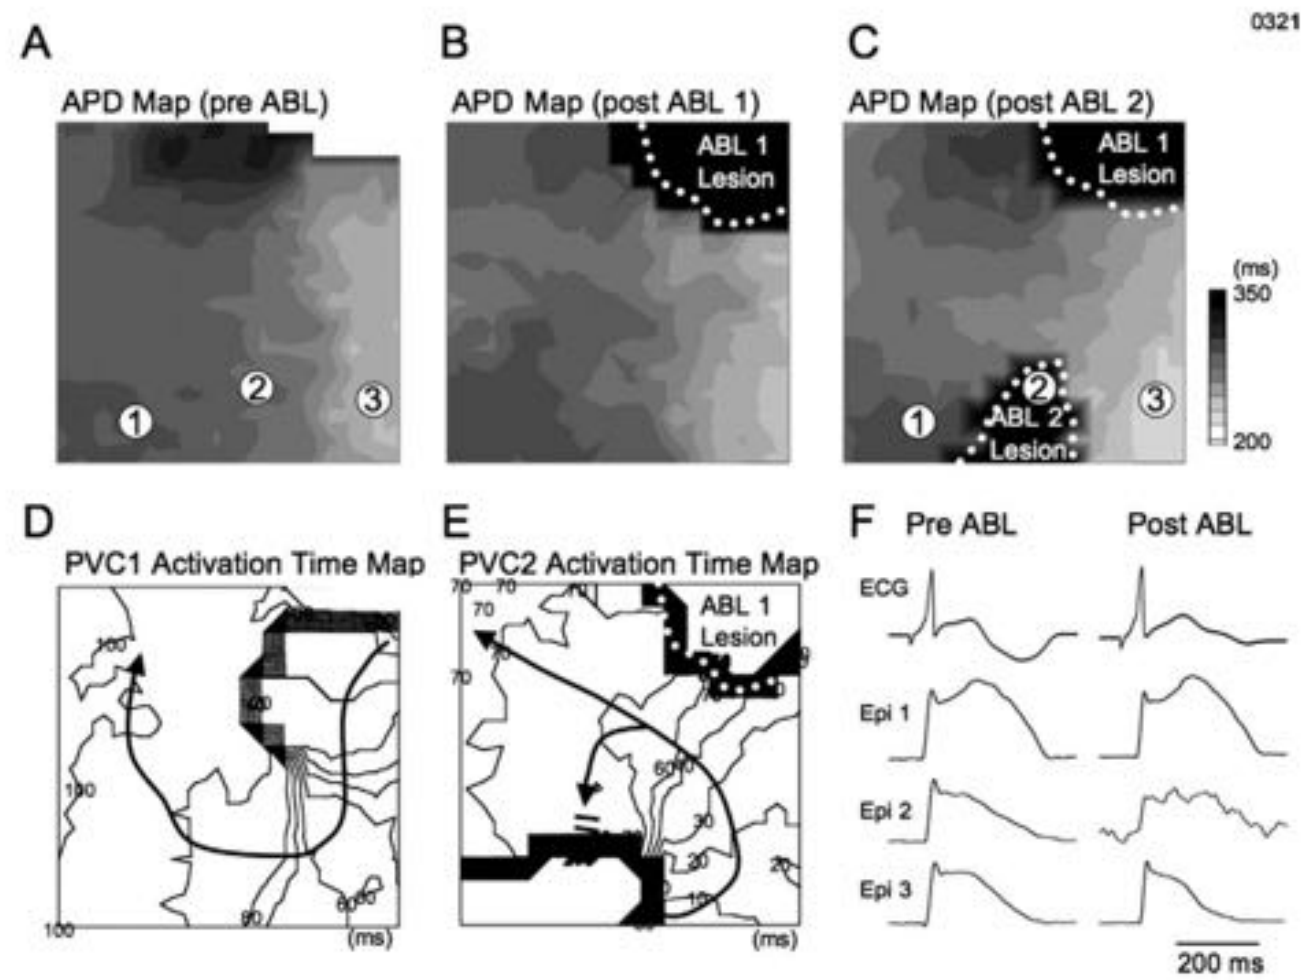 0321
A
B
C
APD Map (pre ABL)
APD Map (post ABL 1)
APD Map (post ABL 2)
ABL 1
Lesion
ABL 1
Lesion
(ms)
350
200
1
2
3
1
2
3
ABL 2
Lesion
D
E
F
PVC1 Activation Time Map
PVC2 Activation Time Map
Pre ABL
Post ABL
100
100
100
80
(ms)
70
70
70
70
ABL 1
Lesion
60
30
20
10
20
(ms)
ECG
Epi 1
Epi 2
Epi 3
200 ms